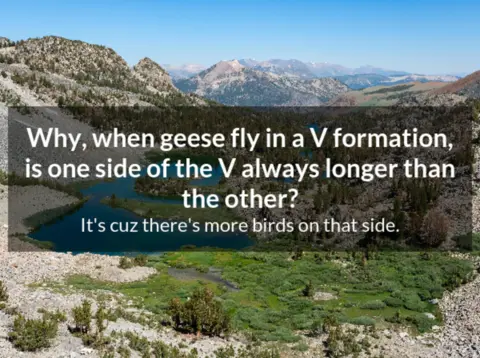 Why, when geese fly in a V formation,
is one side of the V always longer than
the other?
It's cuz there's more birds on that side.